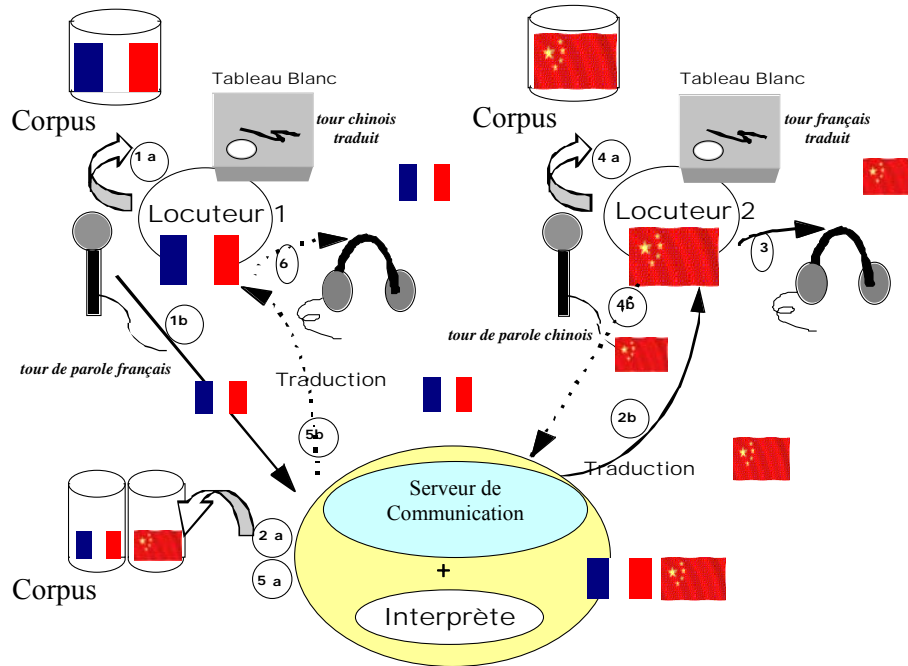 Tableau Blanc
Tableau Blanc
Corpus
tour chinois
traduit
Corpus
tour français
traduit
1 a
4 a
Locuteur 1
Locuteur 2
6
3
1b
4b
tour de parole français
tour de parole chinois
Traduction
5b
2b
Traduction
Serveur de
Communication
2 a
5 a
+
Corpus
Interprète